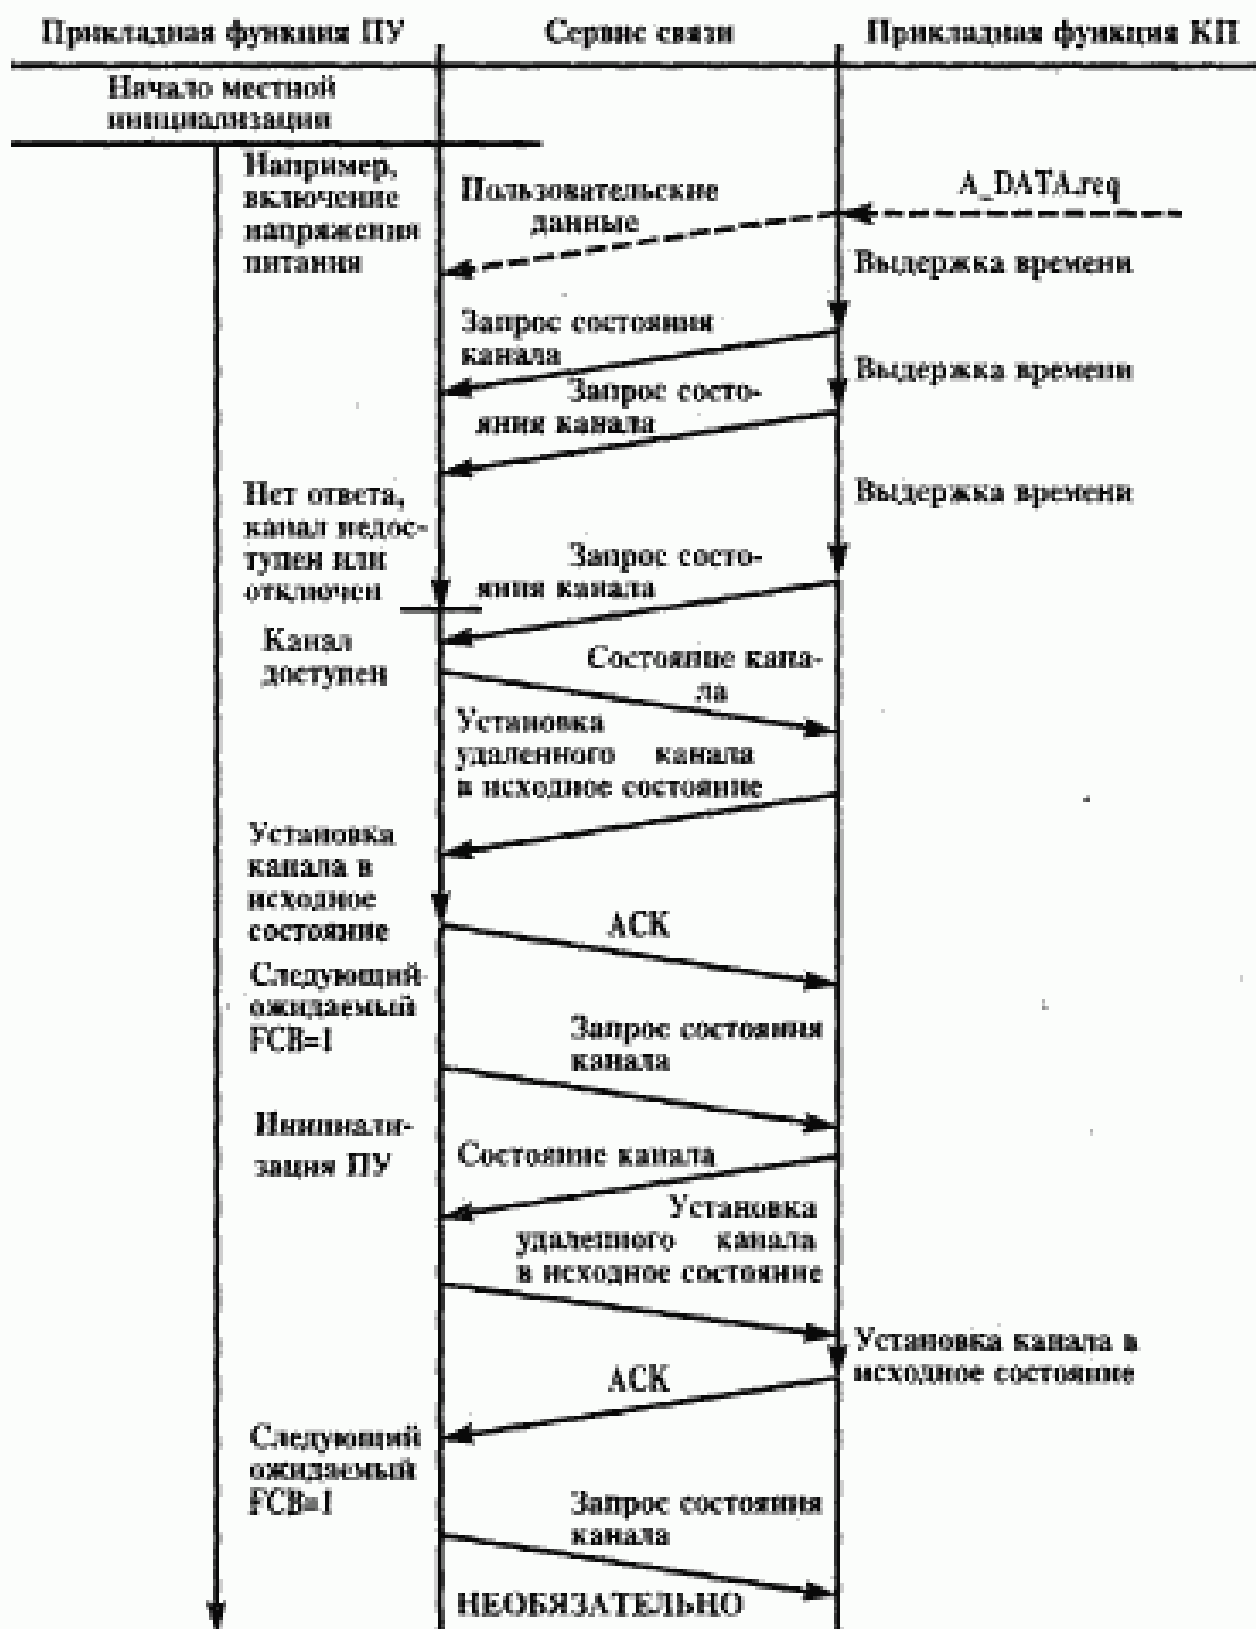 Прикладная функция ПУ
Сервис связи
Прикладная функция КП
Начало местной
инициализации
Например,
включение
напряжения
питания
A_DATA.req
Пользовательские
данные
Выдержка времени
Запрос состояния
канала
Выдержка времени
Запрос состо-
яния канала
Нет ответа,
канал недос-
тупен или
отключен
Выдержка времени
Запрос состо-
яния канала
Канал
доступен
Состояние кана-
ла
Установка
удаленного канала
в исходное состояние
Установка
канала в
исходное
состояние
АСК
Следующий
ожидаемый
FCB=1
Запрос состояния
канала
Инициали-
зация ПУ
Состояние канала
Установка
удаленного канала
в исходное состояние
Установка канала в
исходное состояние
АСК
Следующий
ожидаемый
FCB=1
Запрос состояния
канала
НЕОБЯЗАТЕЛЬНО